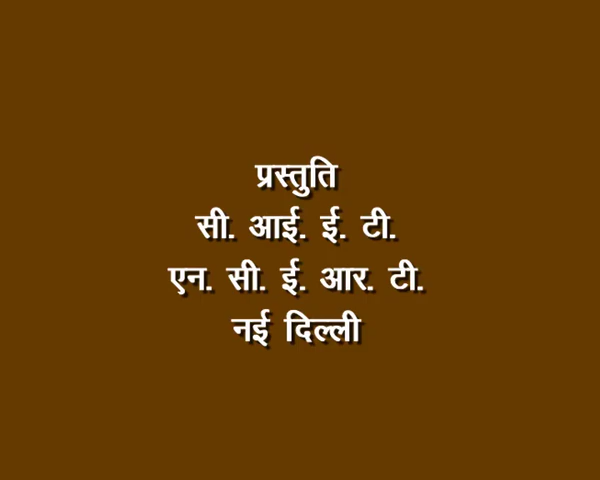 प्रस्तुति
सी. आई. ई. टी.
एन. सी. ई. आर. टी.
नई दिल्ली